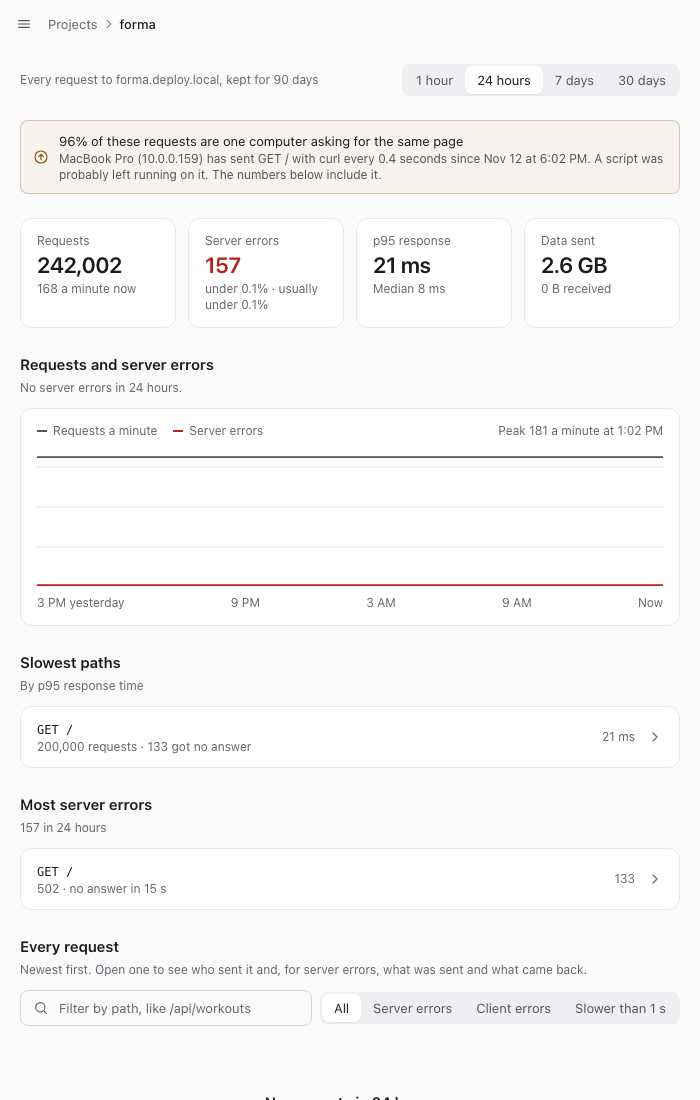 Projects > forma
Every request to forma.deploy.local, kept for 90 days
1 hour
24 hours
7 days
30 days
96% of these requests are one computer asking for the same page
MacBook Pro (10.0.0.159) has sent GET / with curl every 0.4 seconds since Nov 12 at 6:02 PM. A script was
probably left running on it. The numbers below include it.
Requests
242,002
168 a minute now
Server errors
157
under 0.1% · usually
under 0.1%
p95 response
21 ms
Median 8 ms
Data sent
2.6 GB
0 B received
Requests and server errors
No server errors in 24 hours.
Requests a minute
Server errors
Peak 181 a minute at 1:02 PM
3 PM yesterday
9 PM
3 AM
9 AM
Now
Slowest paths
By p95 response time
GET /
200,000 requests · 133 got no answer
21 ms
Most server errors
157 in 24 hours
GET /
502 · no answer in 15 s
133
Every request
Newest first. Open one to see who sent it and, for server errors, what was sent and what came back.
Filter by path, like /api/workouts
All
Server errors
Client errors
Slower than 1 s